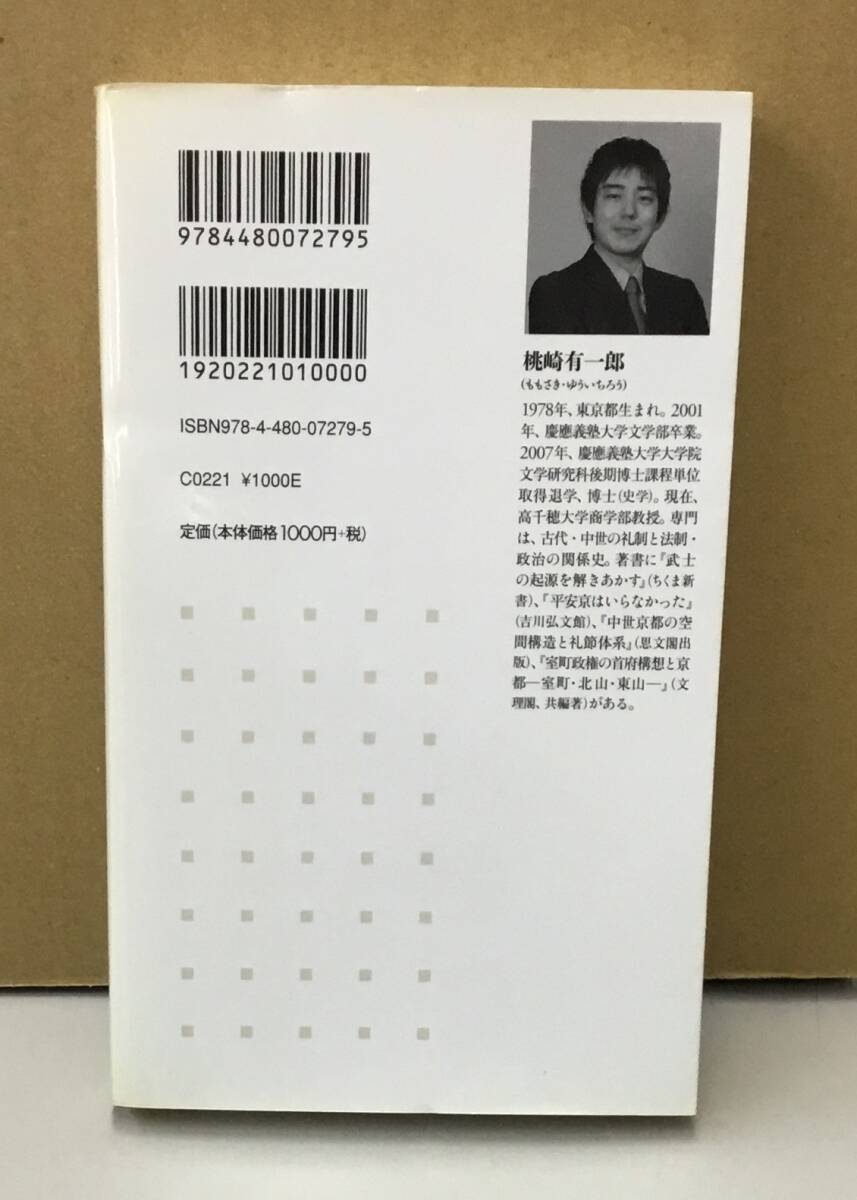 9784480072795
1920221010000
ISBN978-4-480-07279-5
C0221 ¥1000E
定価(本体価格1000円+税)
桃崎有一郎
(ももさき・ゆういちろう)
1978年、東京都生まれ。2001
年、慶應義塾大学文学部卒業。
2007年、慶應義塾大学大学院
文学研究科後期博士課程単位
取得退学、博士(史学)。現在、
高千穂大学商学部教授。専門
は、古代・中世の礼制と法制・
政治の関係史。著書に『武士
の起源を解きあかす』(ちくま新
書)、『平安京はいらなかった』
(吉川弘文館)、『中世京都の空
間構造と礼節体系』(思文閣出
版)、『室町政権の首府構想と京
都―室町・北山・東山―』(文
理閣、共編著)がある。